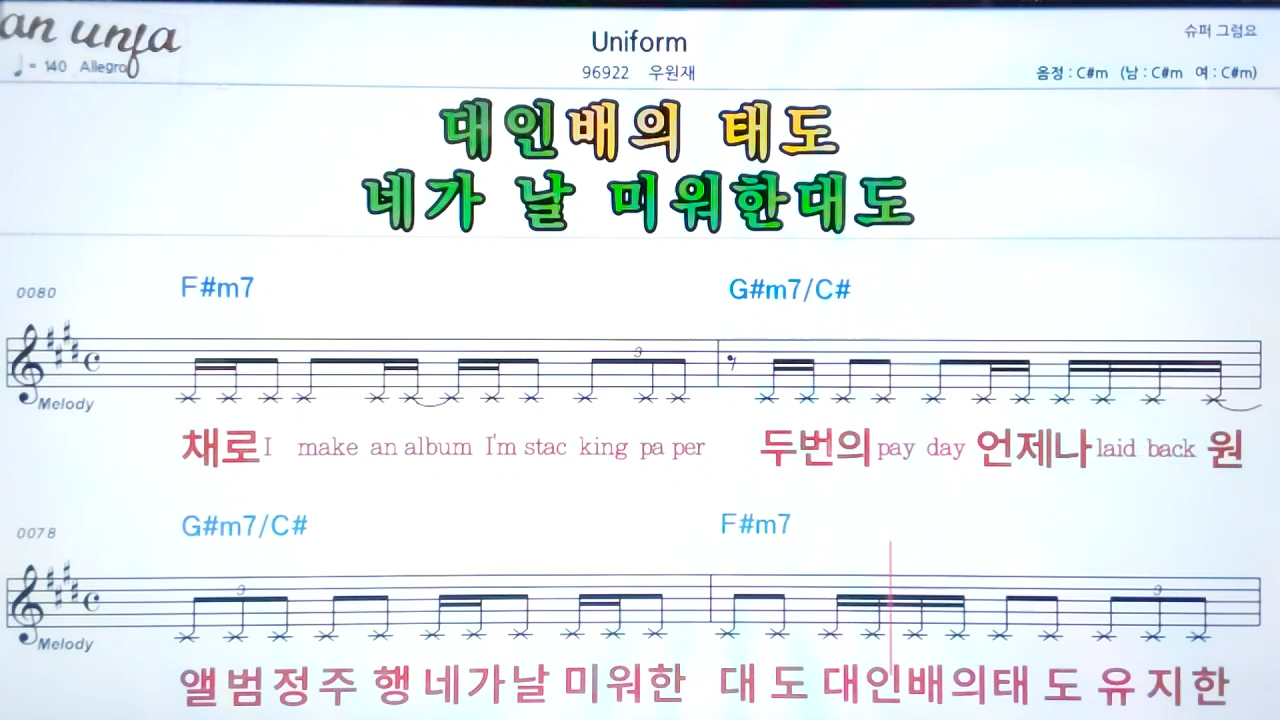 an unja
♩= 140 Allegro
Uniform
96922 우원재
슈퍼 그럼요
음정 : C#m (남 : C#m 여 : C#m)
대인배의 태도
네가 날 미워한대도
0080
F#m7 G#m7/C#
3
Melody
채로 I make an album I'm stac king pa per 두번의 pay day 언제나 laid back 원
0078
G#m7/C# F#m7
3 3
Melody
앨범정주 행 네가날 미워한 대 도 대인배의태 도 유 지한